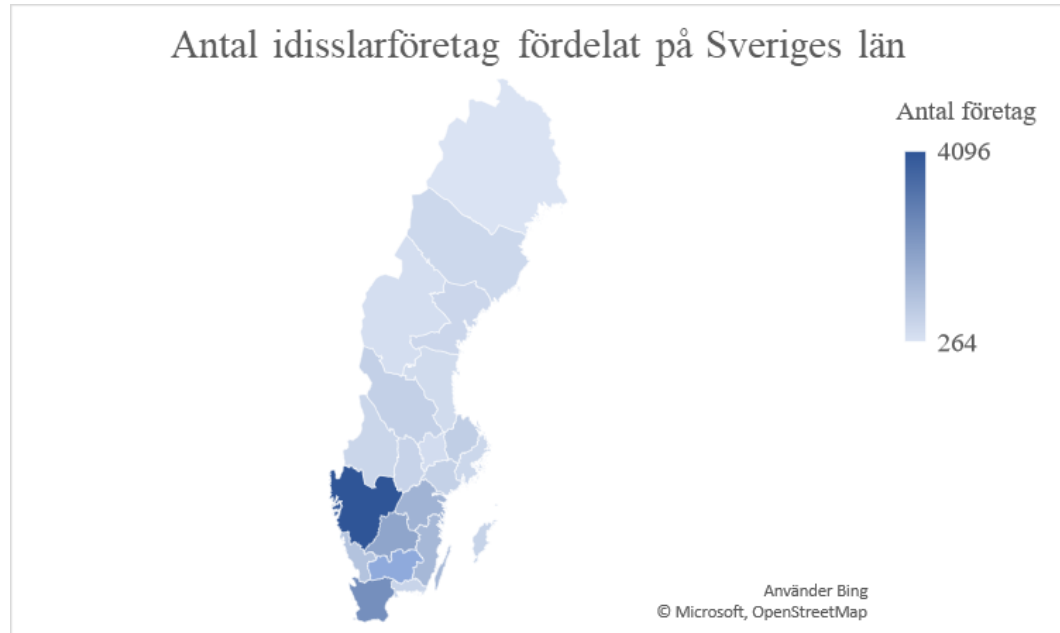 Antal idisslarföretag fördelat på Sveriges län
Antal företag
4096
264
Använder Bing
© Microsoft, OpenStreetMap